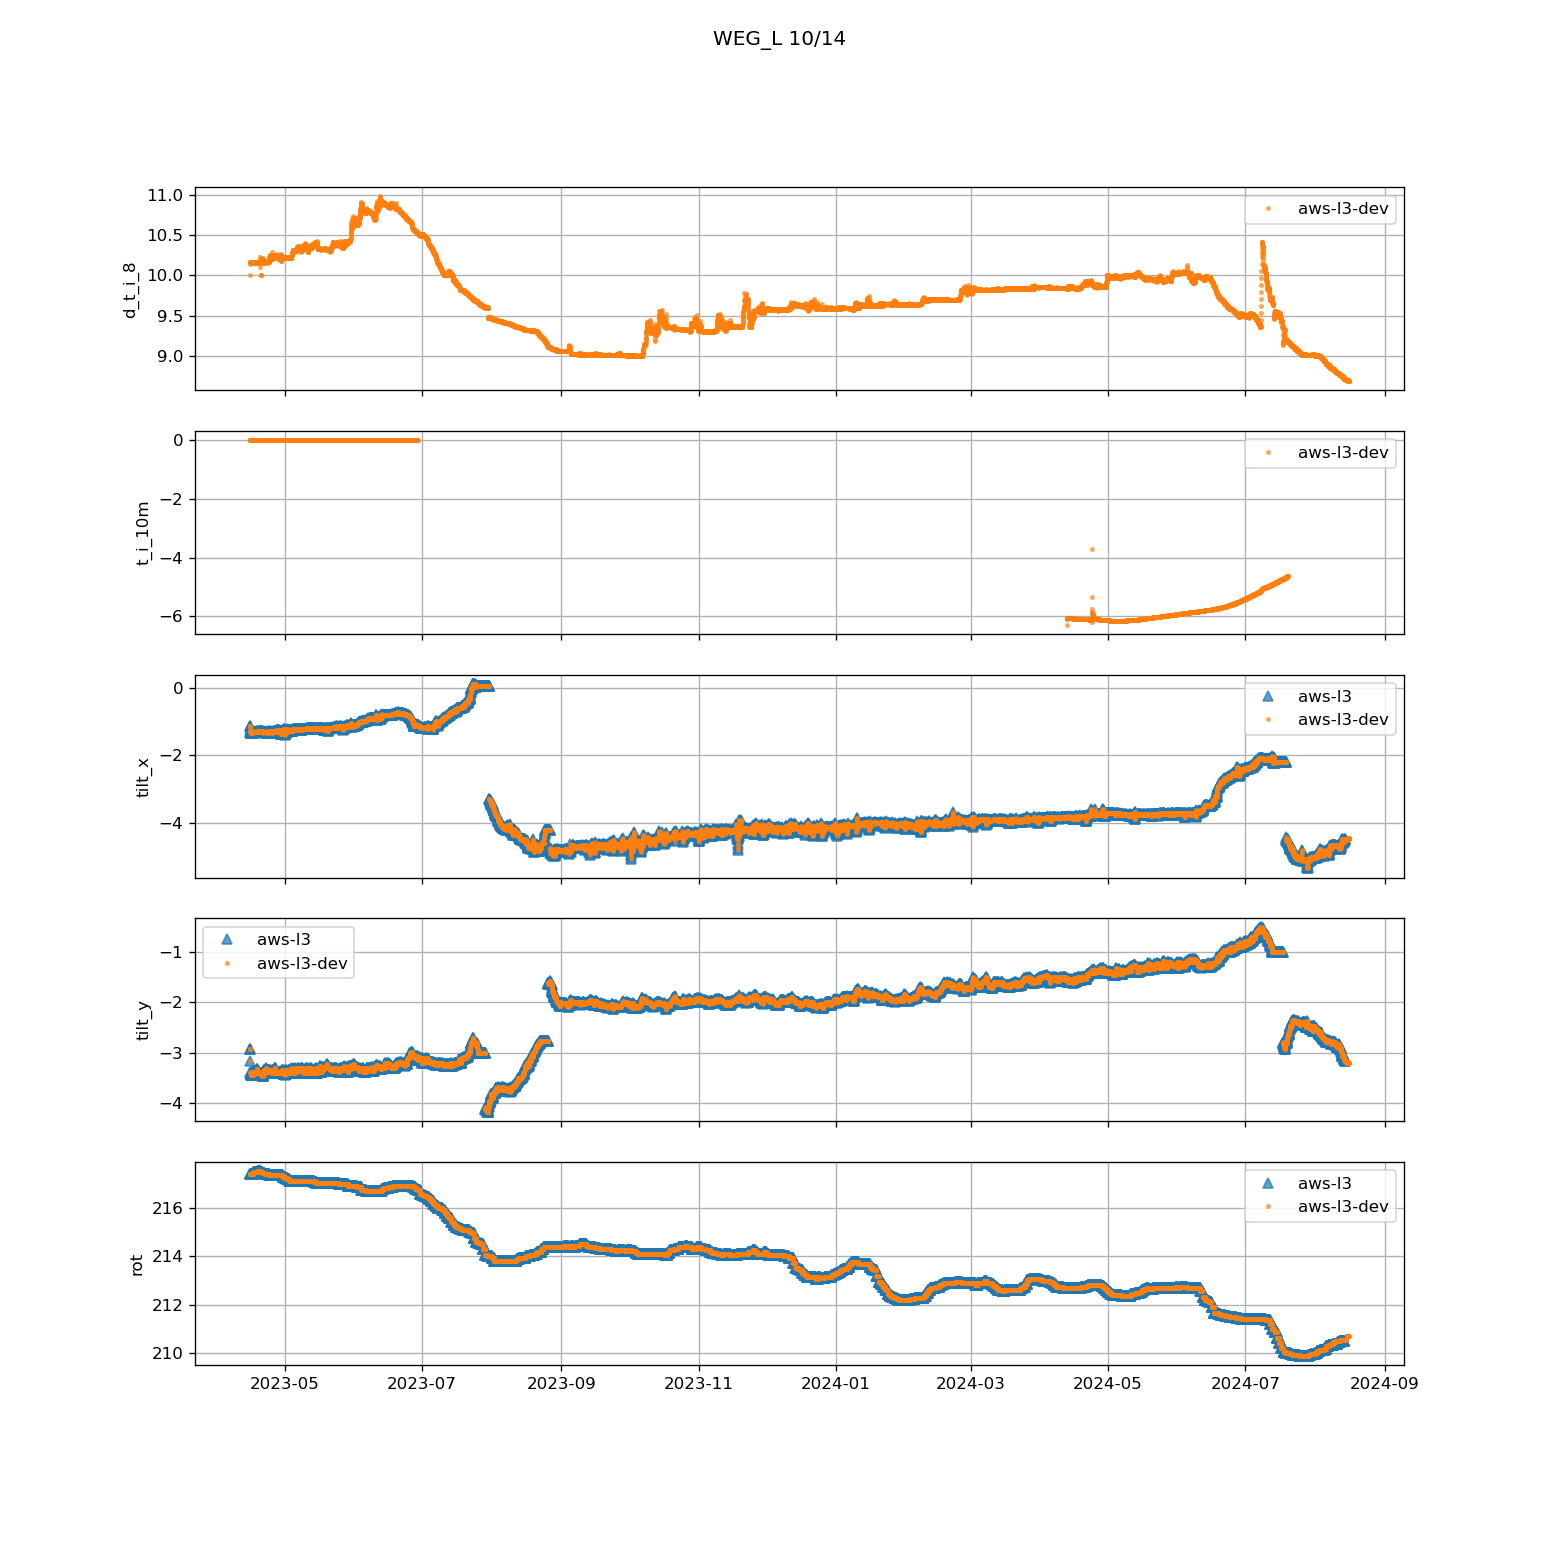 WEG_L 10/14
11.0
10.5
10.0
9.5
9.0
d_t_i_8
aws-l3-dev
0
−2
−4
−6
t_i_10m
aws-l3-dev
0
−2
−4
tilt_x
aws-l3
aws-l3-dev
−1
−2
−3
−4
tilt_y
aws-l3
aws-l3-dev
216
214
212
210
rot
aws-l3
aws-l3-dev
2023-05 2023-07 2023-09 2023-11 2024-01 2024-03 2024-05 2024-07 2024-09